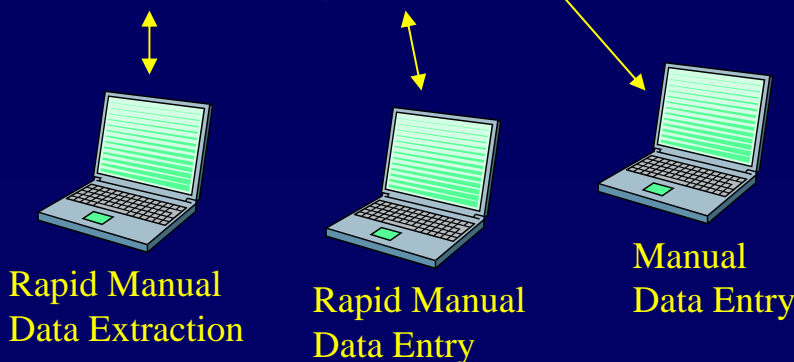 Rapid Manual
Data Extraction
Rapid Manual
Data Entry
Manual
Data Entry